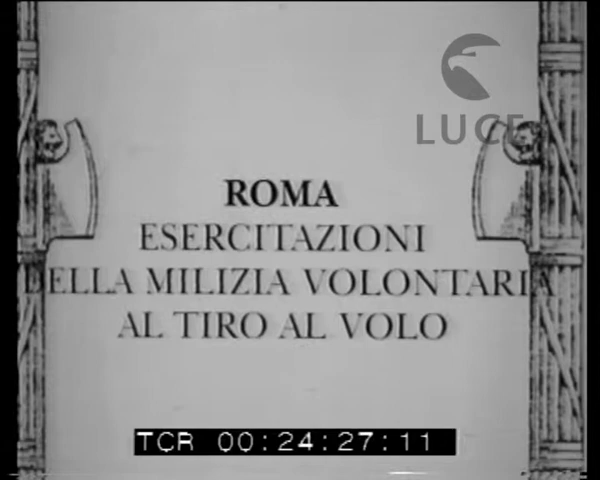 LUCE
ROMA
ESERCITAZIONI
DELLA MILIZIA VOLONTARIA
AL TIRO AL VOLO
TCR 00:24:27:11